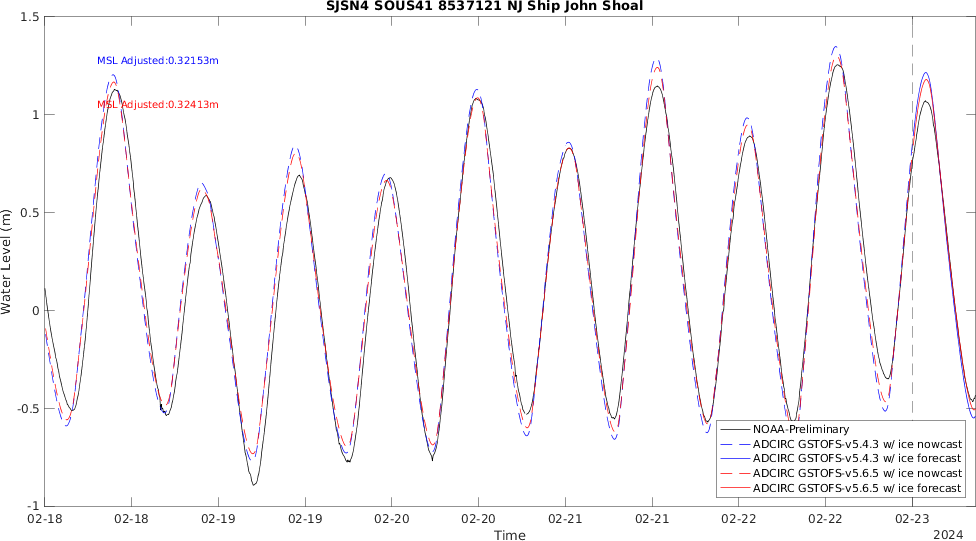 SJSN4 SOUS41 8537121 NJ Ship John Shoal
1.5
MSL Adjusted:0.32153m
MSL Adjusted:0.32413m
1
0.5
Water Level (m)
0
-0.5
NOAA-Preliminary
ADCIRC GSTOFS-v5.4.3 w/ ice nowcast
ADCIRC GSTOFS-v5.4.3 w/ ice forecast
ADCIRC GSTOFS-v5.6.5 w/ ice nowcast
ADCIRC GSTOFS-v5.6.5 w/ ice forecast
-1
02-18 02-18 02-19 02-19 02-20 02-20 02-21 02-21 02-22 02-22 02-23
Time
2024